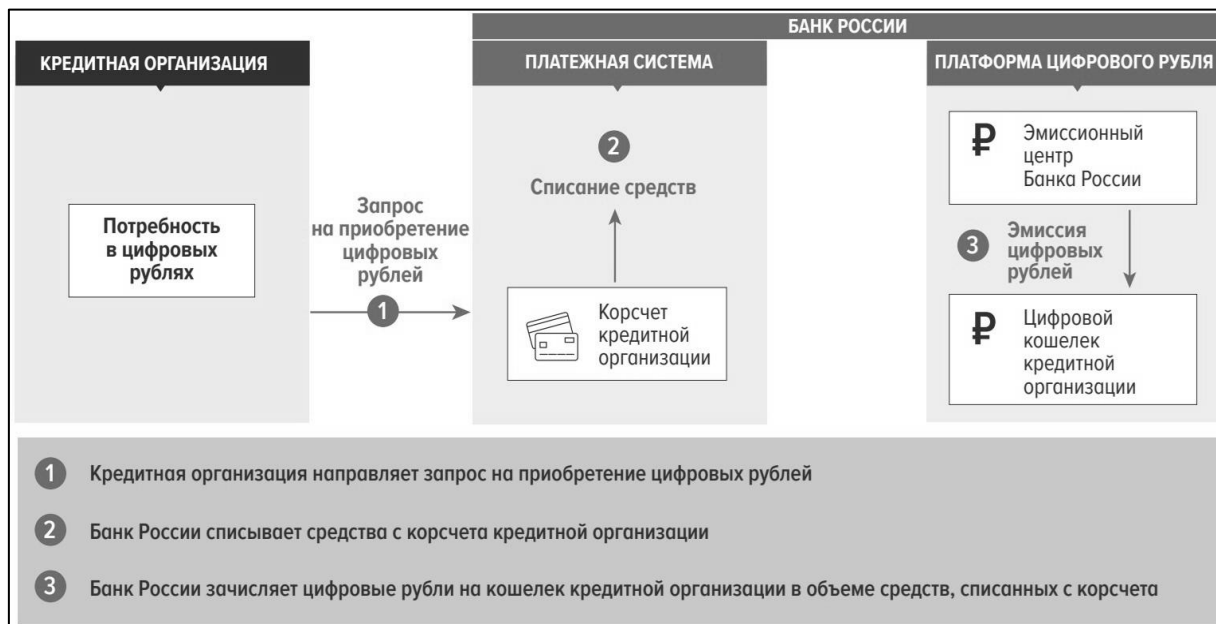 БАНК РОССИИ
КРЕДИТНАЯ ОРГАНИЗАЦИЯ
ПЛАТЕЖНАЯ СИСТЕМА
ПЛАТФОРМА ЦИФРОВОГО РУБЛЯ
Потребность
в цифровых
рублях
Запрос
на приобретение
цифровых
рублей
1
2
Списание средств
Корсчет
кредитной
организации
₽
Эмиссионный
центр
Банка России
3
Эмиссия
цифровых
рублей
₽
Цифровой
кошелек
кредитной
организации
1 Кредитная организация направляет запрос на приобретение цифровых рублей
2 Банк России списывает средства с корсчета кредитной организации
3 Банк России зачисляет цифровые рубли на кошелек кредитной организации в объеме средств, списанных с корсчета